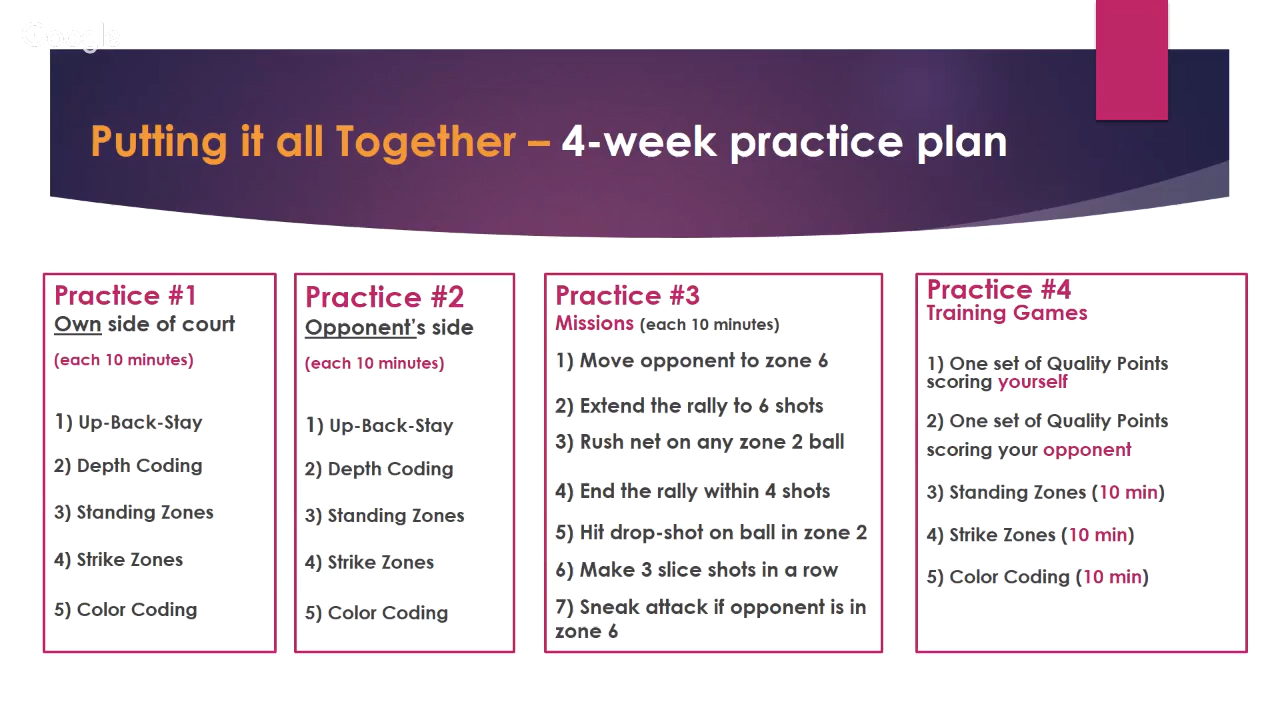 Google
Putting it all Together – 4-week practice plan
Practice #1
Own side of court
(each 10 minutes)
1) Up-Back-Stay
2) Depth Coding
3) Standing Zones
4) Strike Zones
5) Color Coding
Practice #2
Opponent's side
(each 10 minutes)
1) Up-Back-Stay
2) Depth Coding
3) Standing Zones
4) Strike Zones
5) Color Coding
Practice #3
Missions (each 10 minutes)
1) Move opponent to zone 6
2) Extend the rally to 6 shots
3) Rush net on any zone 2 ball
4) End the rally within 4 shots
5) Hit drop-shot on ball in zone 2
6) Make 3 slice shots in a row
7) Sneak attack if opponent is in
zone 6
Practice #4
Training Games
1) One set of Quality Points
scoring yourself
2) One set of Quality Points
scoring your opponent
3) Standing Zones (10 min)
4) Strike Zones (10 min)
5) Color Coding (10 min)